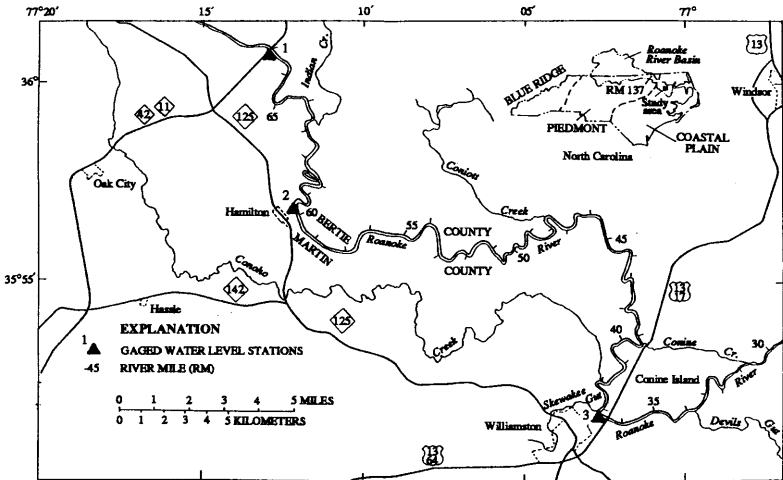 77°20′
10′
05′
77°
36°
35°55′
15′
1
Indian Cr.
65
42
11
125
Oak City
2
Hamilton
60
BERTIE
MARTIN
Roanoke
55
COUNTY
COUNTY
Coniott
Creek
50
River
45
13
Windsor
Roanoke
River Basin
BLUE RIDGE
RM 137
Study
area
PIEDMONT
COASTAL
PLAIN
North Carolina
Conoho
142
Hassie
125
Creek
13
17
40
Conine
Cr.
30
Conine Island
River
Skewakee Gut
Williamston
3
Roanoke
35
Devils Gut
13
64
EXPLANATION
1
GAGED WATER LEVEL STATIONS
-45 RIVER MILE (RM)
0 1 2 3 4 5 MILES
0 1 2 3 4 5 KILOMETERS